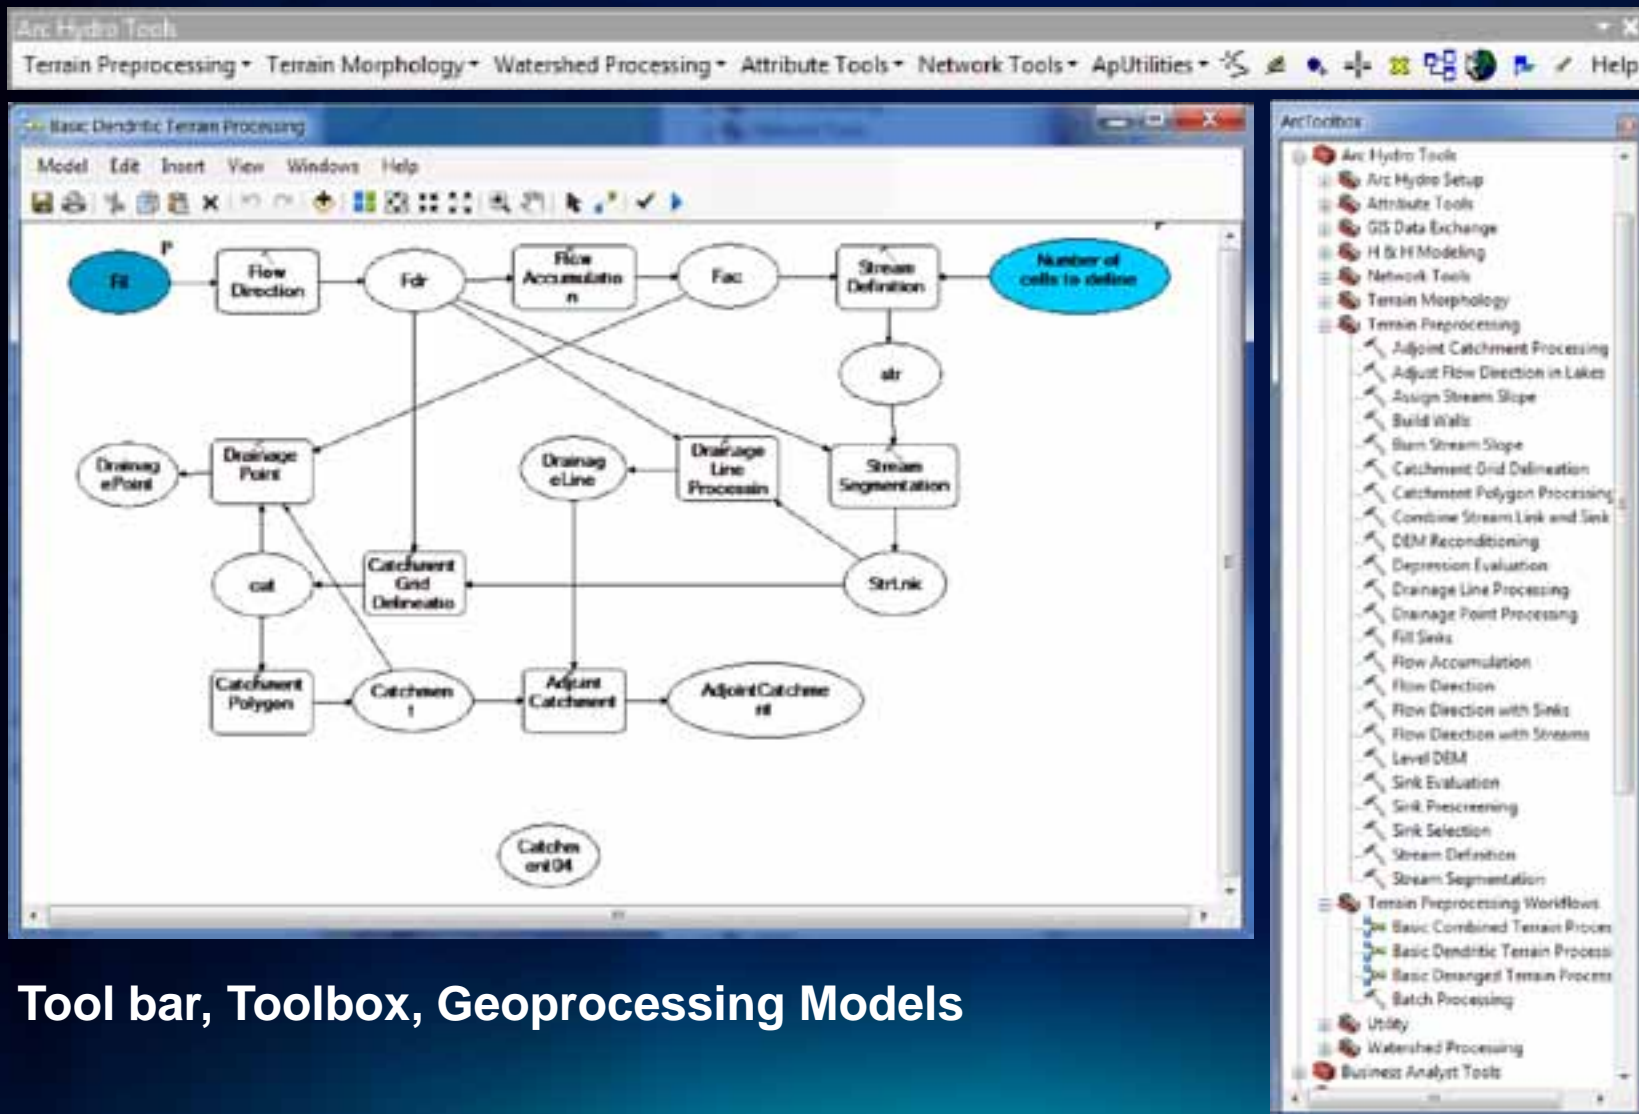 Arc Hydro Tools
Terrain Preprocessing Terrain Morphology Watershed Processing Attribute Tools Network Tools ApUtilities Help
Basic Dendritic Terrain Processing
Model Edit Insert View Windows Help
P
Fil
Flow
Direction
Fdr
Flow
Accumulatio
n
Fac
Stream
Definition
Number of
cells to define
str
Drainag
ePoint
Drainage
Point
Drainag
eLine
Drainage
Line
Processin
Stream
Segmentation
cat
Catchment
Grid
Delineatio
StrLnk
Catchment
Polygon
Catchmen
t
Adjoint
Catchment
AdjointCatchme
nt
Catchm
ent04
ArcToolbox
Arc Hydro Tools
Arc Hydro Setup
Attribute Tools
GIS Data Exchange
H & H Modeling
Network Tools
Terrain Morphology
Terrain Preprocessing
Adjoint Catchment Processing
Adjust Flow Direction in Lakes
Assign Stream Slope
Build Walls
Burn Stream Slope
Catchment Grid Delineation
Catchment Polygon Processing
Combine Stream Link and Sink
DEM Reconditioning
Depression Evaluation
Drainage Line Processing
Drainage Point Processing
Fill Sinks
Flow Accumulation
Flow Direction
Flow Direction with Sinks
Flow Direction with Streams
Level DEM
Sink Evaluation
Sink Prescreening
Sink Selection
Stream Definition
Stream Segmentation
Terrain Preprocessing Workflows
Basic Combined Terrain Proces
Basic Dendritic Terrain Processi
Basic Deranged Terrain Process
Batch Processing
Utility
Watershed Processing
Business Analyst Tools
Tool bar, Toolbox, Geoprocessing Models